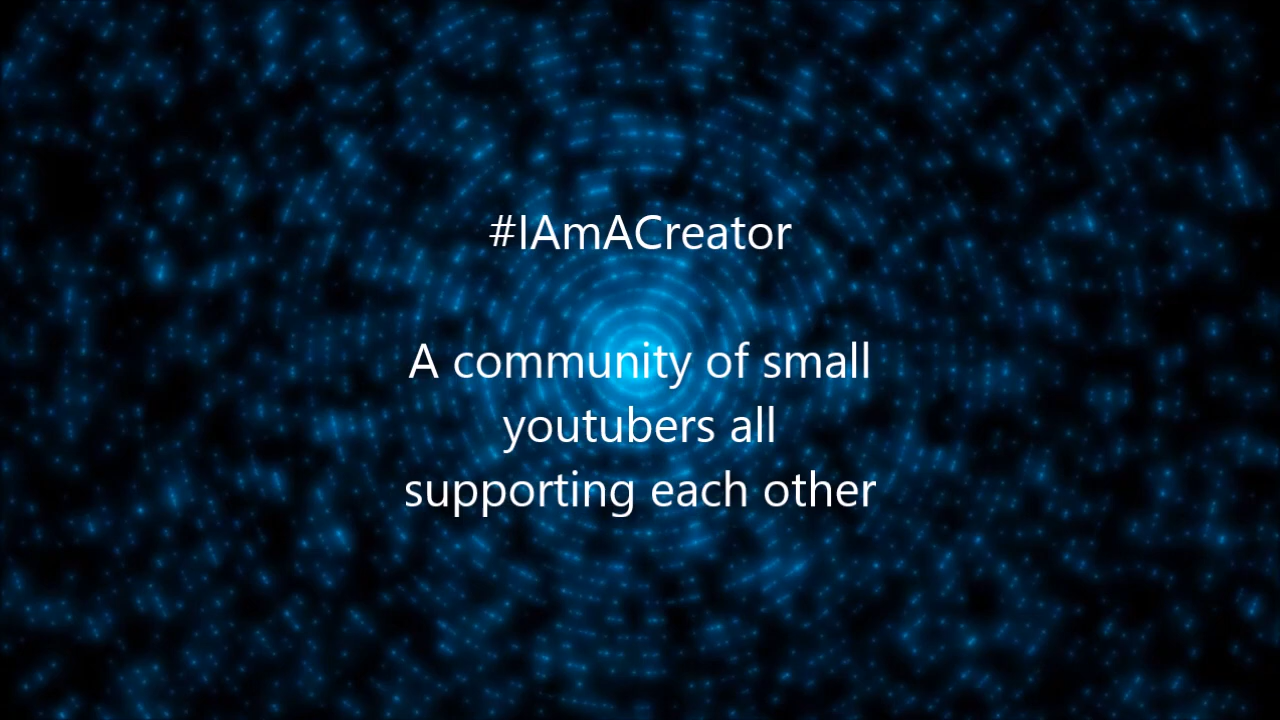 #IAmACreator
A community of small
youtubers all
supporting each other